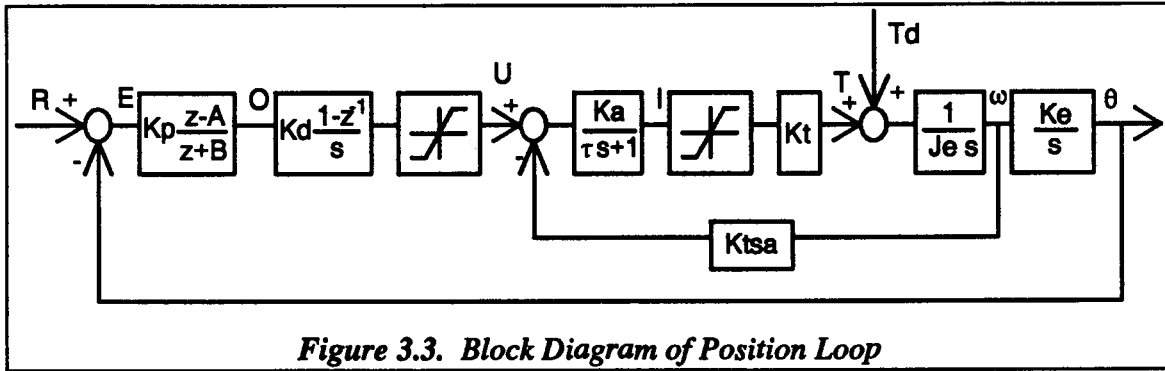 Td
R + E Kp z-A / z+B O Kd 1-z^-1 / s U + Ka / τs+1 I Kt T + + 1 / Je s ω Ke / s θ
- -
Ktsa
Figure 3.3. Block Diagram of Position Loop